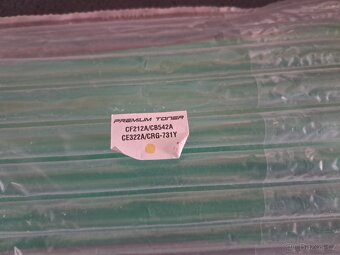 PREMIUM TONER
CF212A/CB542A
CE322A/CRG-731Y